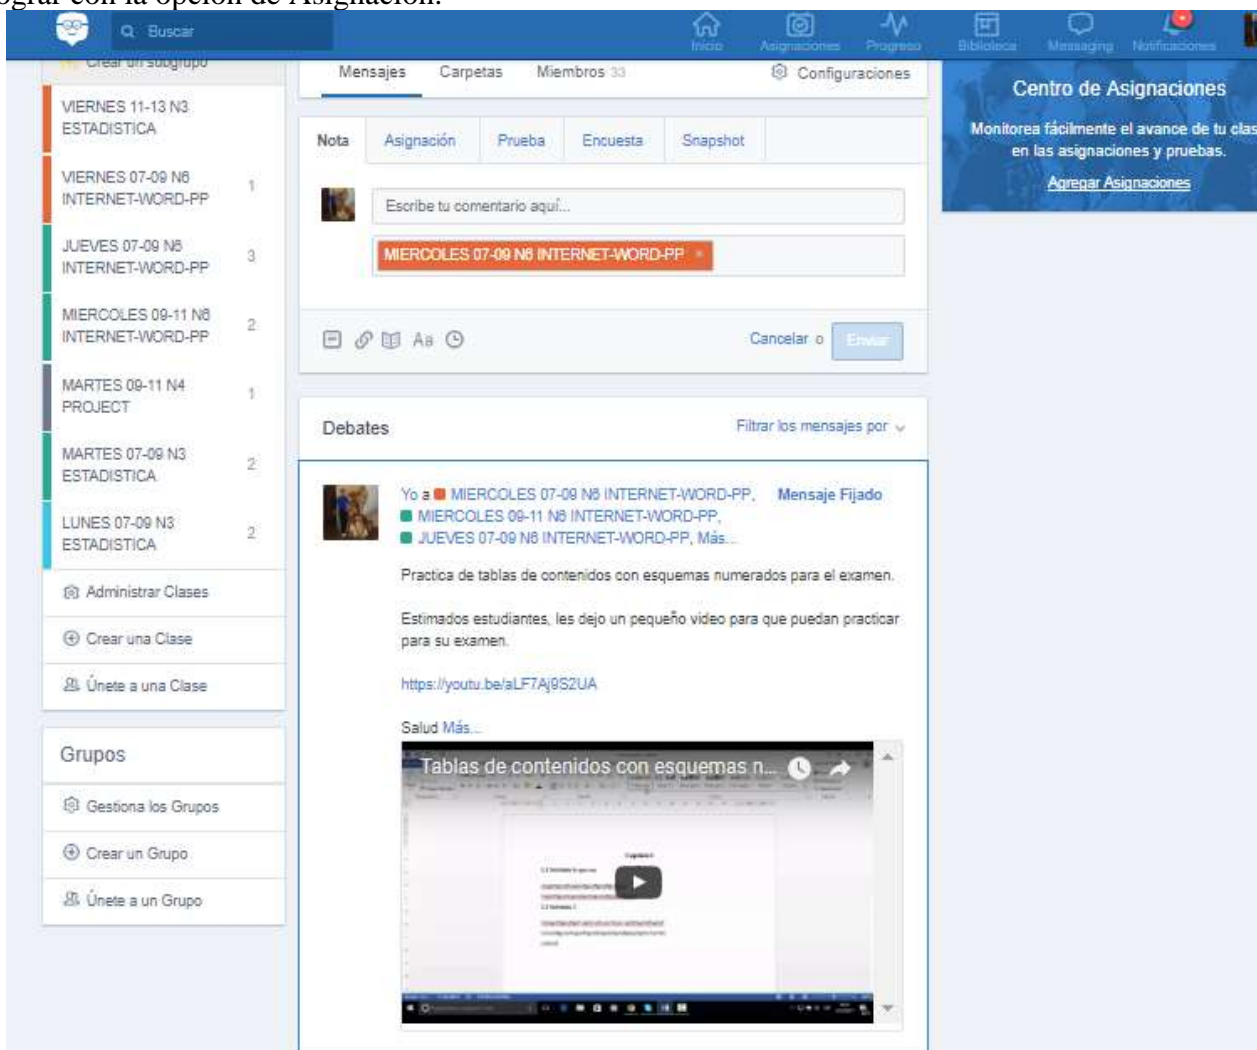 ograr con la opción de Asignación.
Buscar
Inicio
Asignaciones
Progreso
Biblioteca
Messaging
Notificaciones
Crear un subgrupo
VIERNES 11-13 N3
ESTADISTICA
VIERNES 07-09 N6
INTERNET-WORD-PP
1
JUEVES 07-09 N6
INTERNET-WORD-PP
3
MIERCOLES 09-11 N6
INTERNET-WORD-PP
2
MARTES 09-11 N4
PROJECT
1
MARTES 07-09 N3
ESTADISTICA
2
LUNES 07-09 N3
ESTADISTICA
2
Administrar Clases
Crear una Clase
Únete a una Clase
Grupos
Gestiona los Grupos
Crear un Grupo
Únete a un Grupo
Mensajes Carpetas Miembros 33 Configuraciones
Nota Asignación Prueba Encuesta Snapshot
Escribe tu comentario aquí...
MIERCOLES 07-09 N6 INTERNET-WORD-PP ×
Aa
Cancelar o Enviar
Debates
Filtrar los mensajes por
Yo a MIERCOLES 07-09 N6 INTERNET-WORD-PP, Mensaje Fijado
MIERCOLES 09-11 N6 INTERNET-WORD-PP,
JUEVES 07-09 N6 INTERNET-WORD-PP, Más...
Practica de tablas de contenidos con esquemas numerados para el examen.
Estimados estudiantes, les dejo un pequeño video para que puedan practicar
para su examen.
https://youtu.be/aLF7Aj9S2UA
Salud Más...
Tablas de contenidos con esquemas n...
Centro de Asignaciones
Monitorea fácilmente el avance de tu clas
en las asignaciones y pruebas.
Agregar Asignaciones